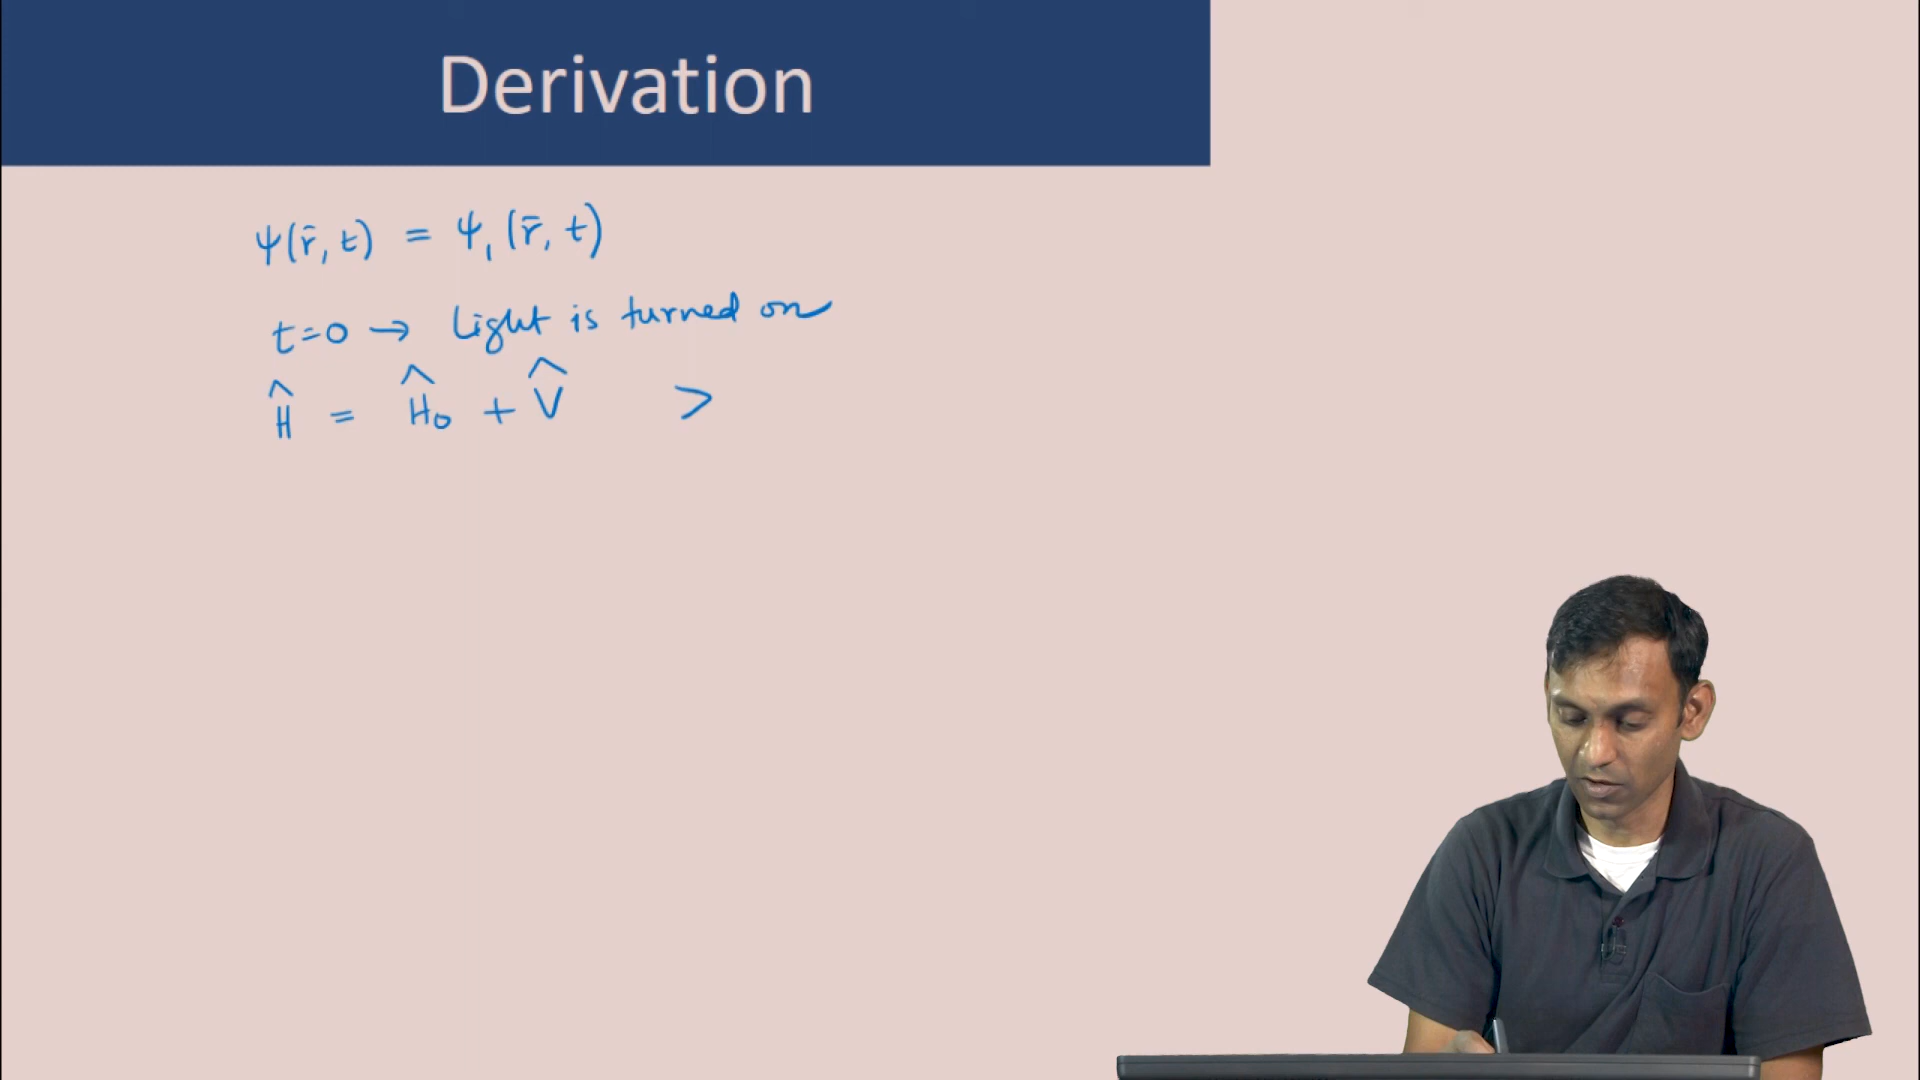 Derivation
ψ(r̄, t) = ψ₁(r̄, t)
t=0 → Light is turned on
Ĥ = Ĥ₀ + V̂ >